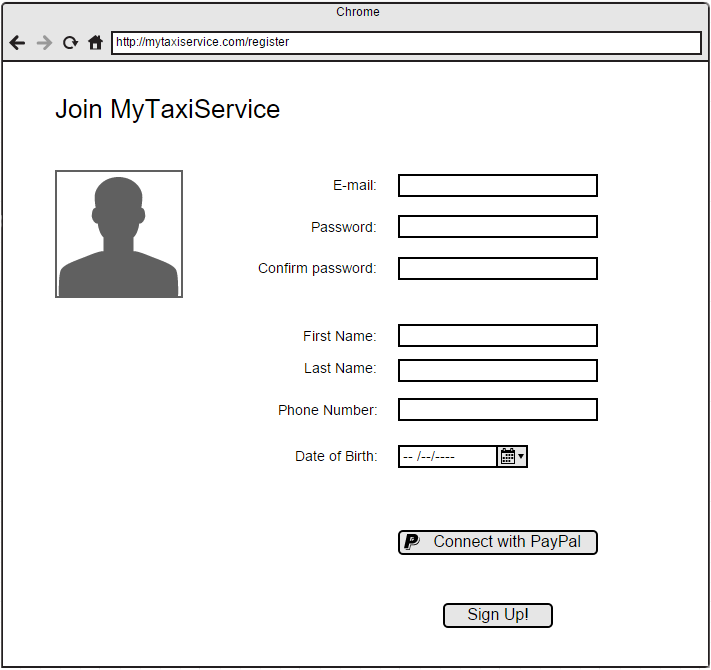 Chrome
http://mytaxiservice.com/register
Join MyTaxiService
E-mail:
Password:
Confirm password:
First Name:
Last Name:
Phone Number:
Date of Birth: -- /--/----
Connect with PayPal
Sign Up!